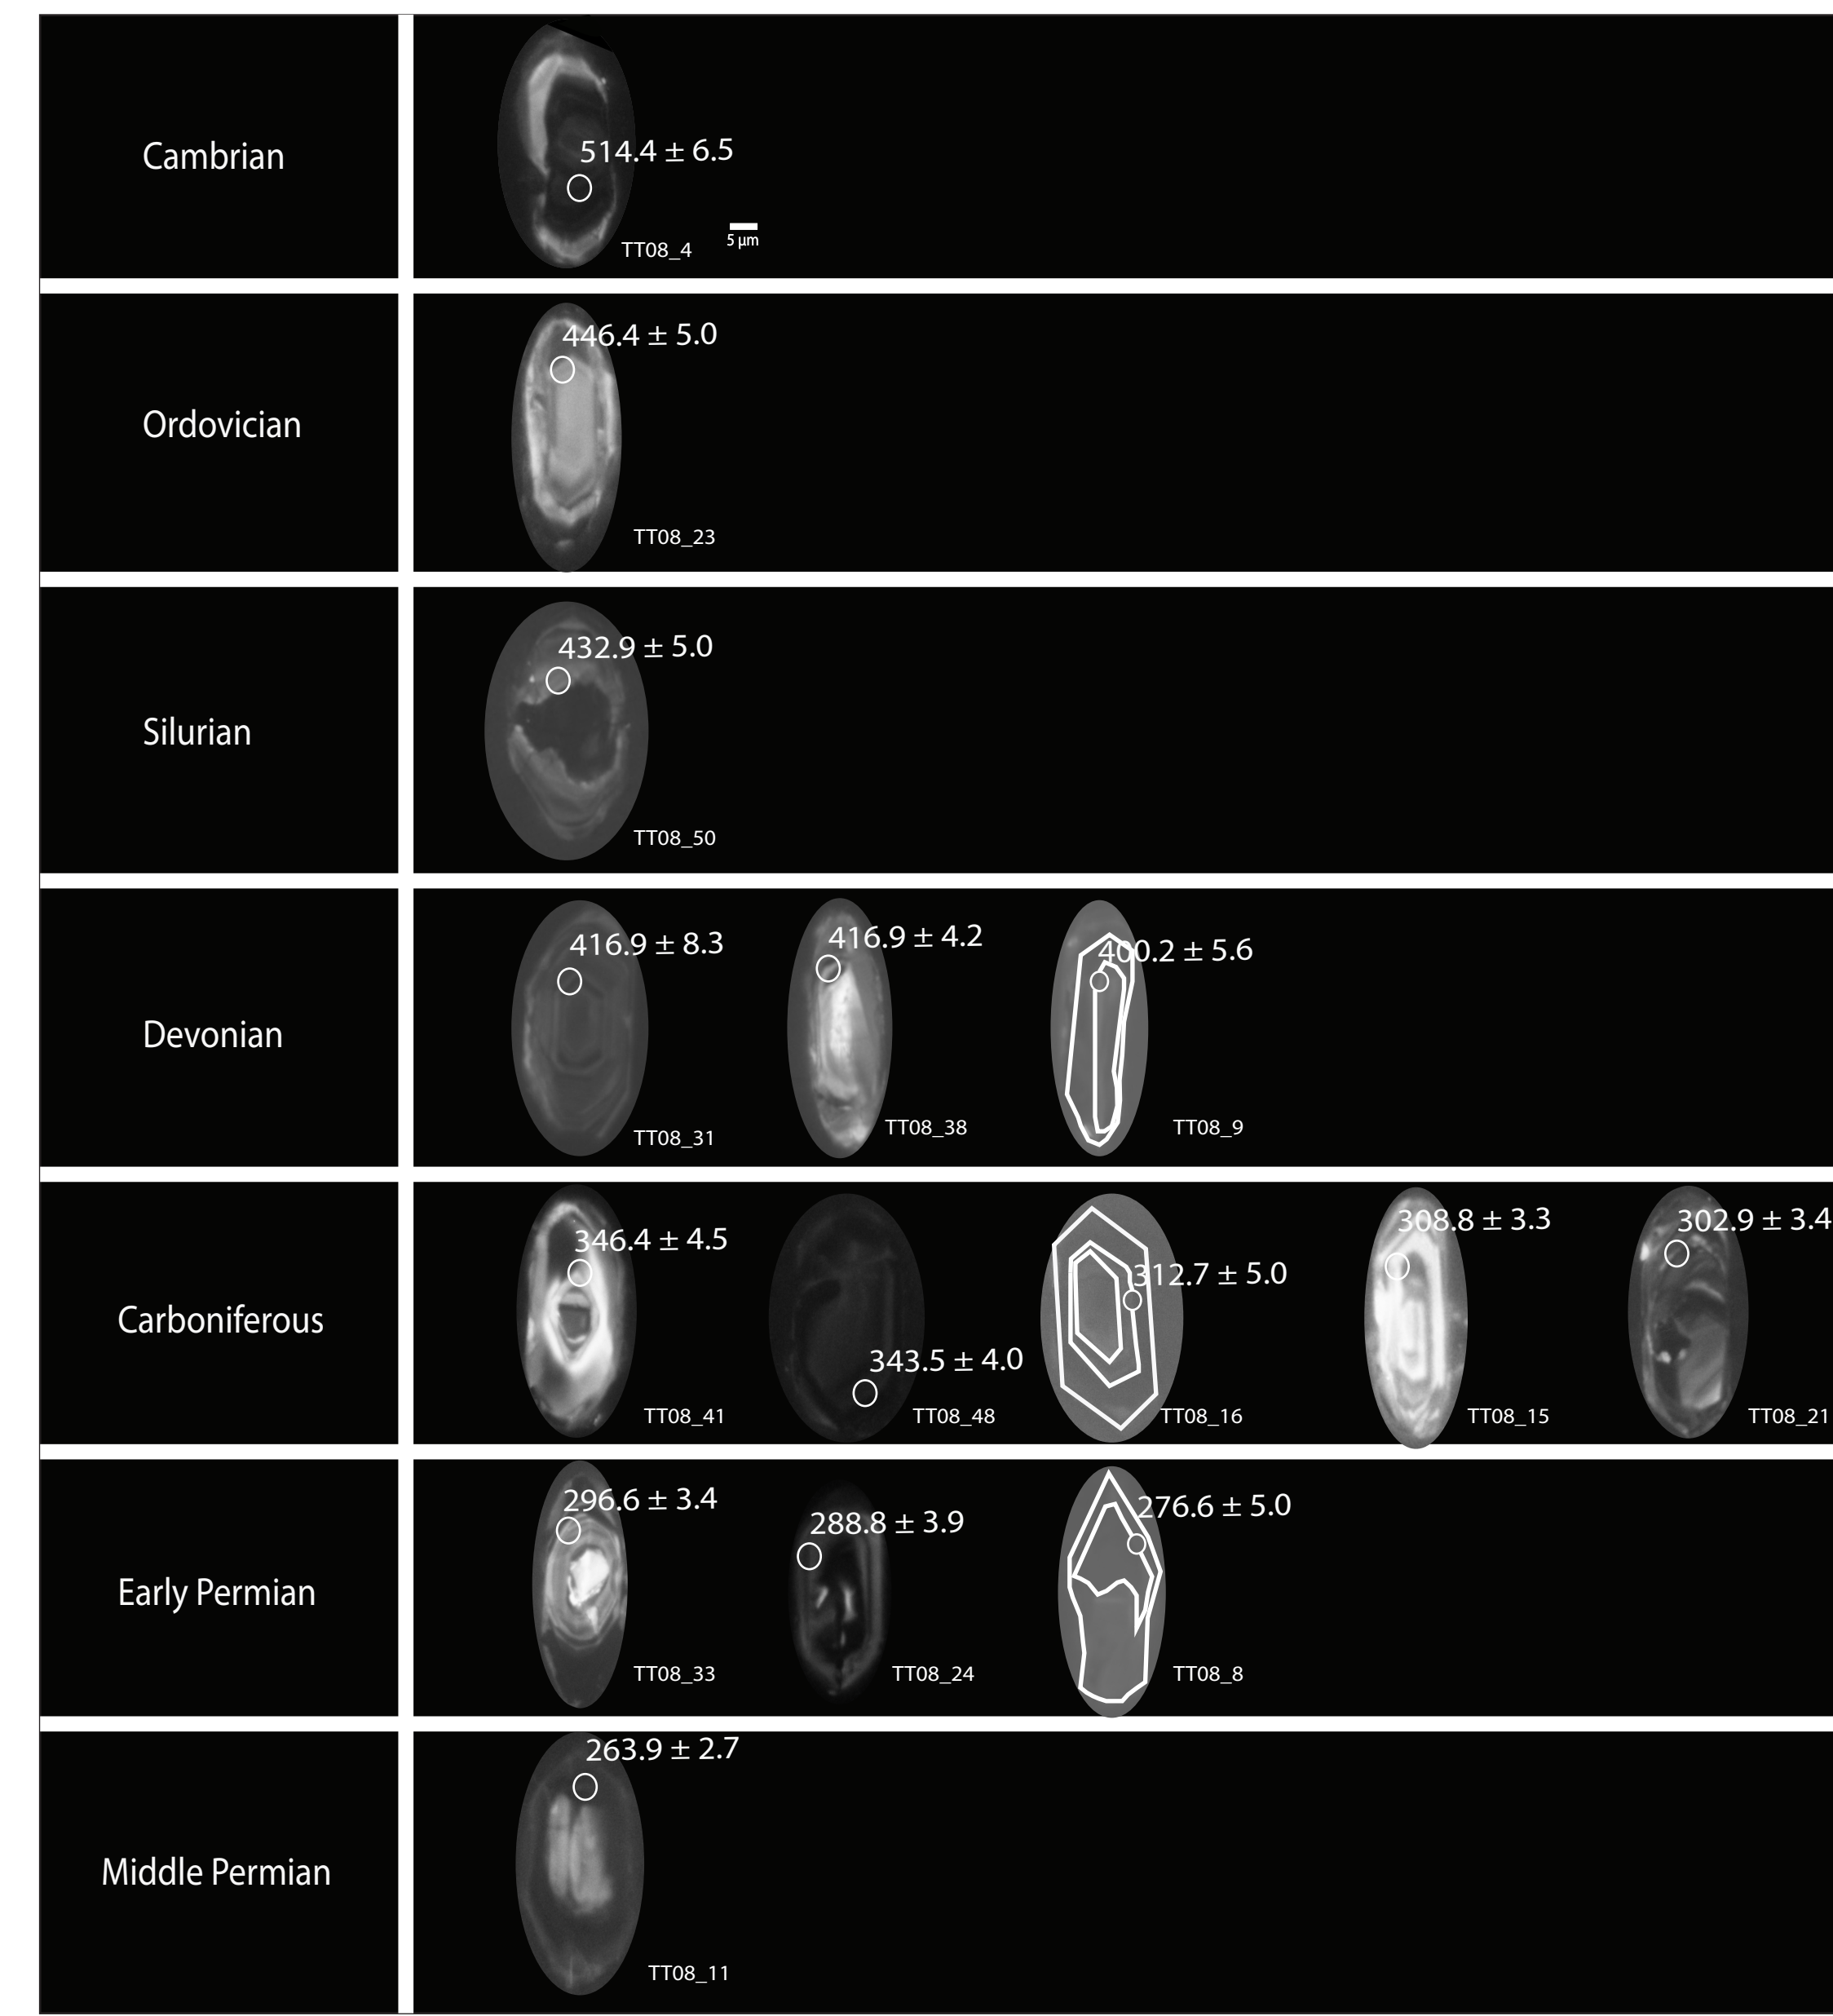 Cambrian
514.4 ± 6.5
TT08_4
5 µm
Ordovician
446.4 ± 5.0
TT08_23
Silurian
432.9 ± 5.0
TT08_50
Devonian
416.9 ± 8.3
TT08_31
416.9 ± 4.2
TT08_38
400.2 ± 5.6
TT08_9
Carboniferous
346.4 ± 4.5
TT08_41
343.5 ± 4.0
TT08_48
312.7 ± 5.0
TT08_16
308.8 ± 3.3
TT08_15
302.9 ± 3.4
TT08_21
Early Permian
296.6 ± 3.4
TT08_33
288.8 ± 3.9
TT08_24
276.6 ± 5.0
TT08_8
Middle Permian
263.9 ± 2.7
TT08_11